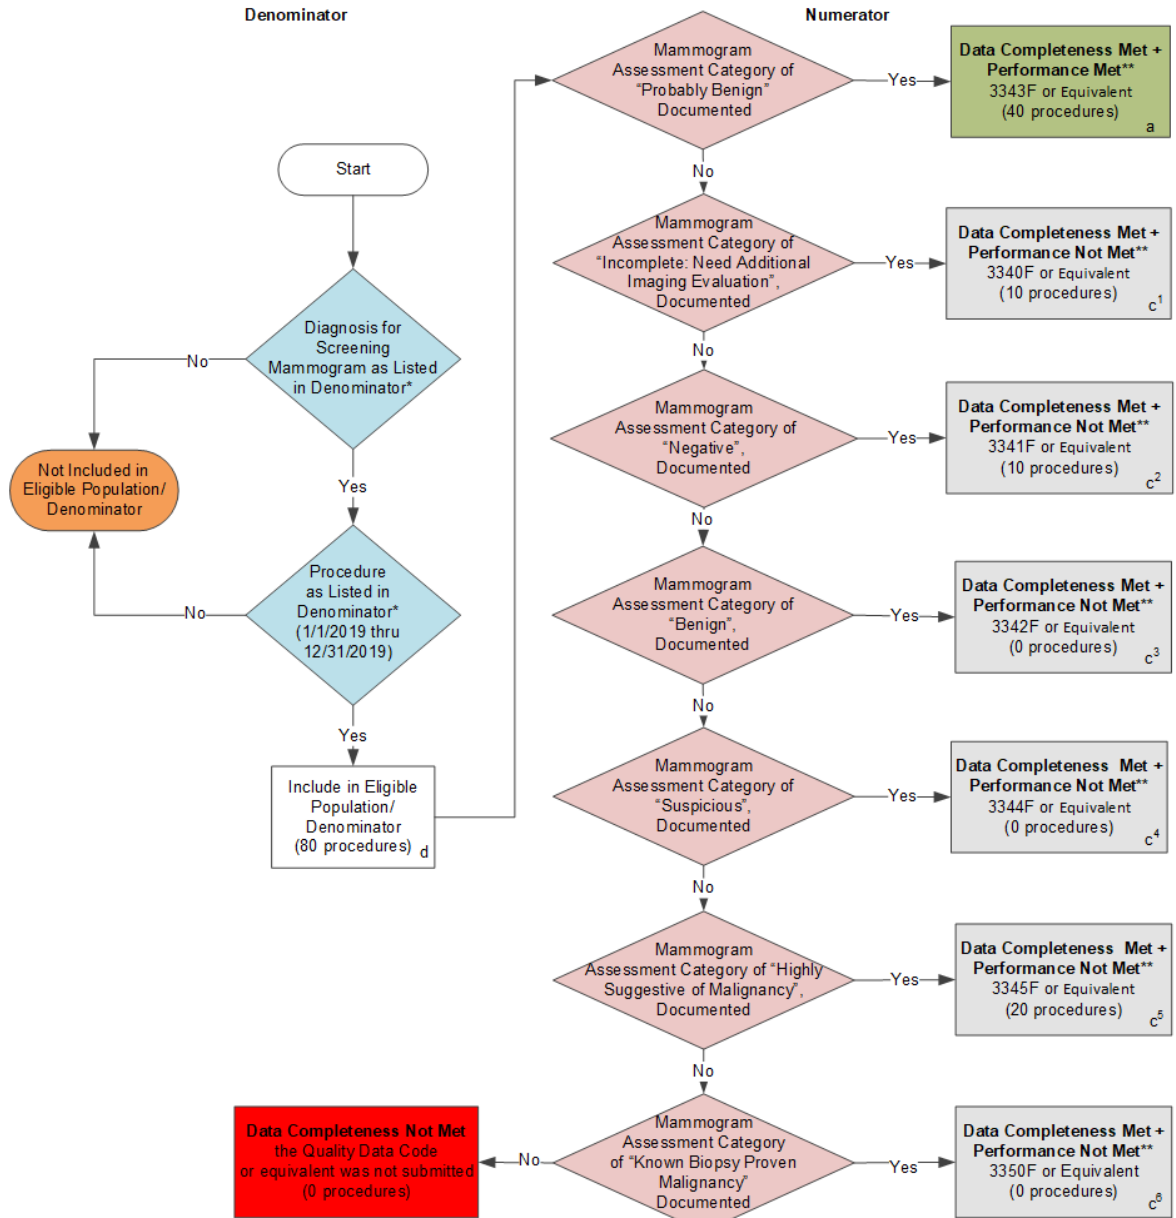 Denominator
Numerator
Start
Diagnosis for
Screening
Mammogram as Listed
in Denominator*
No
Yes
Not Included in
Eligible Population/
Denominator
Procedure
as Listed in
Denominator*
(1/1/2019 thru
12/31/2019)
No
Yes
Include in Eligible
Population/
Denominator
(80 procedures)
d
Mammogram
Assessment Category of
“Probably Benign”
Documented
Yes
Data Completeness Met +
Performance Met**
3343F or Equivalent
(40 procedures)
a
No
Mammogram
Assessment Category of
“Incomplete: Need Additional
Imaging Evaluation”,
Documented
Yes
Data Completeness Met +
Performance Not Met**
3340F or Equivalent
(10 procedures)
c1
No
Mammogram
Assessment Category of
“Negative”,
Documented
Yes
Data Completeness Met +
Performance Not Met**
3341F or Equivalent
(10 procedures)
c2
No
Mammogram
Assessment Category of
“Benign”,
Documented
Yes
Data Completeness Met +
Performance Not Met**
3342F or Equivalent
(0 procedures)
c3
No
Mammogram
Assessment Category of
“Suspicious”,
Documented
Yes
Data Completeness Met +
Performance Not Met**
3344F or Equivalent
(0 procedures)
c4
No
Mammogram
Assessment Category of “Highly
Suggestive of Malignancy”,
Documented
Yes
Data Completeness Met +
Performance Not Met**
3345F or Equivalent
(20 procedures)
c5
No
Mammogram
Assessment Category
of “Known Biopsy Proven
Malignancy”
Documented
Yes
Data Completeness Met +
Performance Not Met**
3350F or Equivalent
(0 procedures)
c6
No
Data Completeness Not Met
the Quality Data Code
or equivalent was not submitted
(0 procedures)